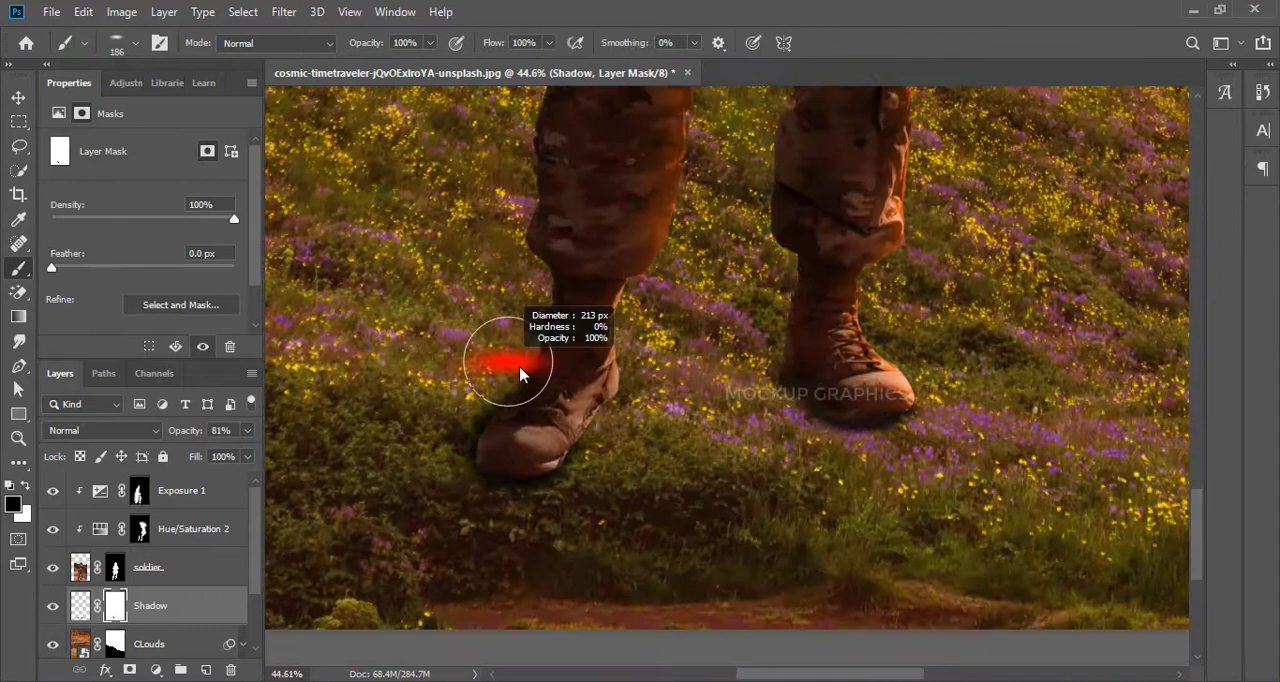 Ps File Edit Image Layer Type Select Filter 3D View Window Help
186 Mode: Normal Opacity: 100% Flow: 100% Smoothing: 0%
cosmic-timetraveler-jQvOExlroYA-unsplash.jpg @ 44.6% (Shadow, Layer Mask/8) * ×
Properties Adjustn Librarie Learn
Masks
Layer Mask
Density: 100%
Feather: 0.0 px
Refine: Select and Mask...
Diameter : 213 px
Hardness : 0%
Opacity : 100%
MOCKUP GRAPHICS
Layers Paths Channels
Kind
Normal Opacity: 81%
Lock: Fill: 100%
Exposure 1
Hue/Saturation 2
soldier
Shadow
CLouds
fx
44.61% Doc: 68.4M/284.7M